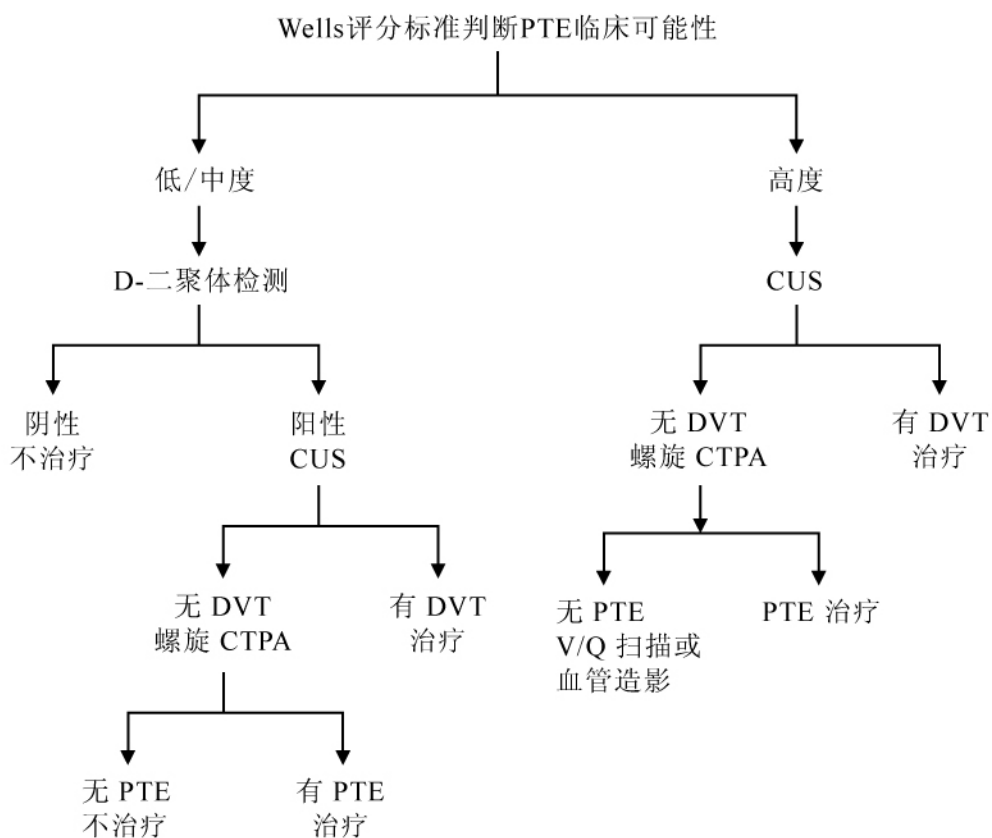 Wells评分标准判断PTE临床可能性
低/中度
高度
D-二聚体检测
CUS
阴性
不治疗
阳性
CUS
无 DVT
螺旋 CTPA
有 DVT
治疗
无 DVT
螺旋 CTPA
有 DVT
治疗
无 PTE
V/Q 扫描或
血管造影
PTE 治疗
无 PTE
不治疗
有 PTE
治疗